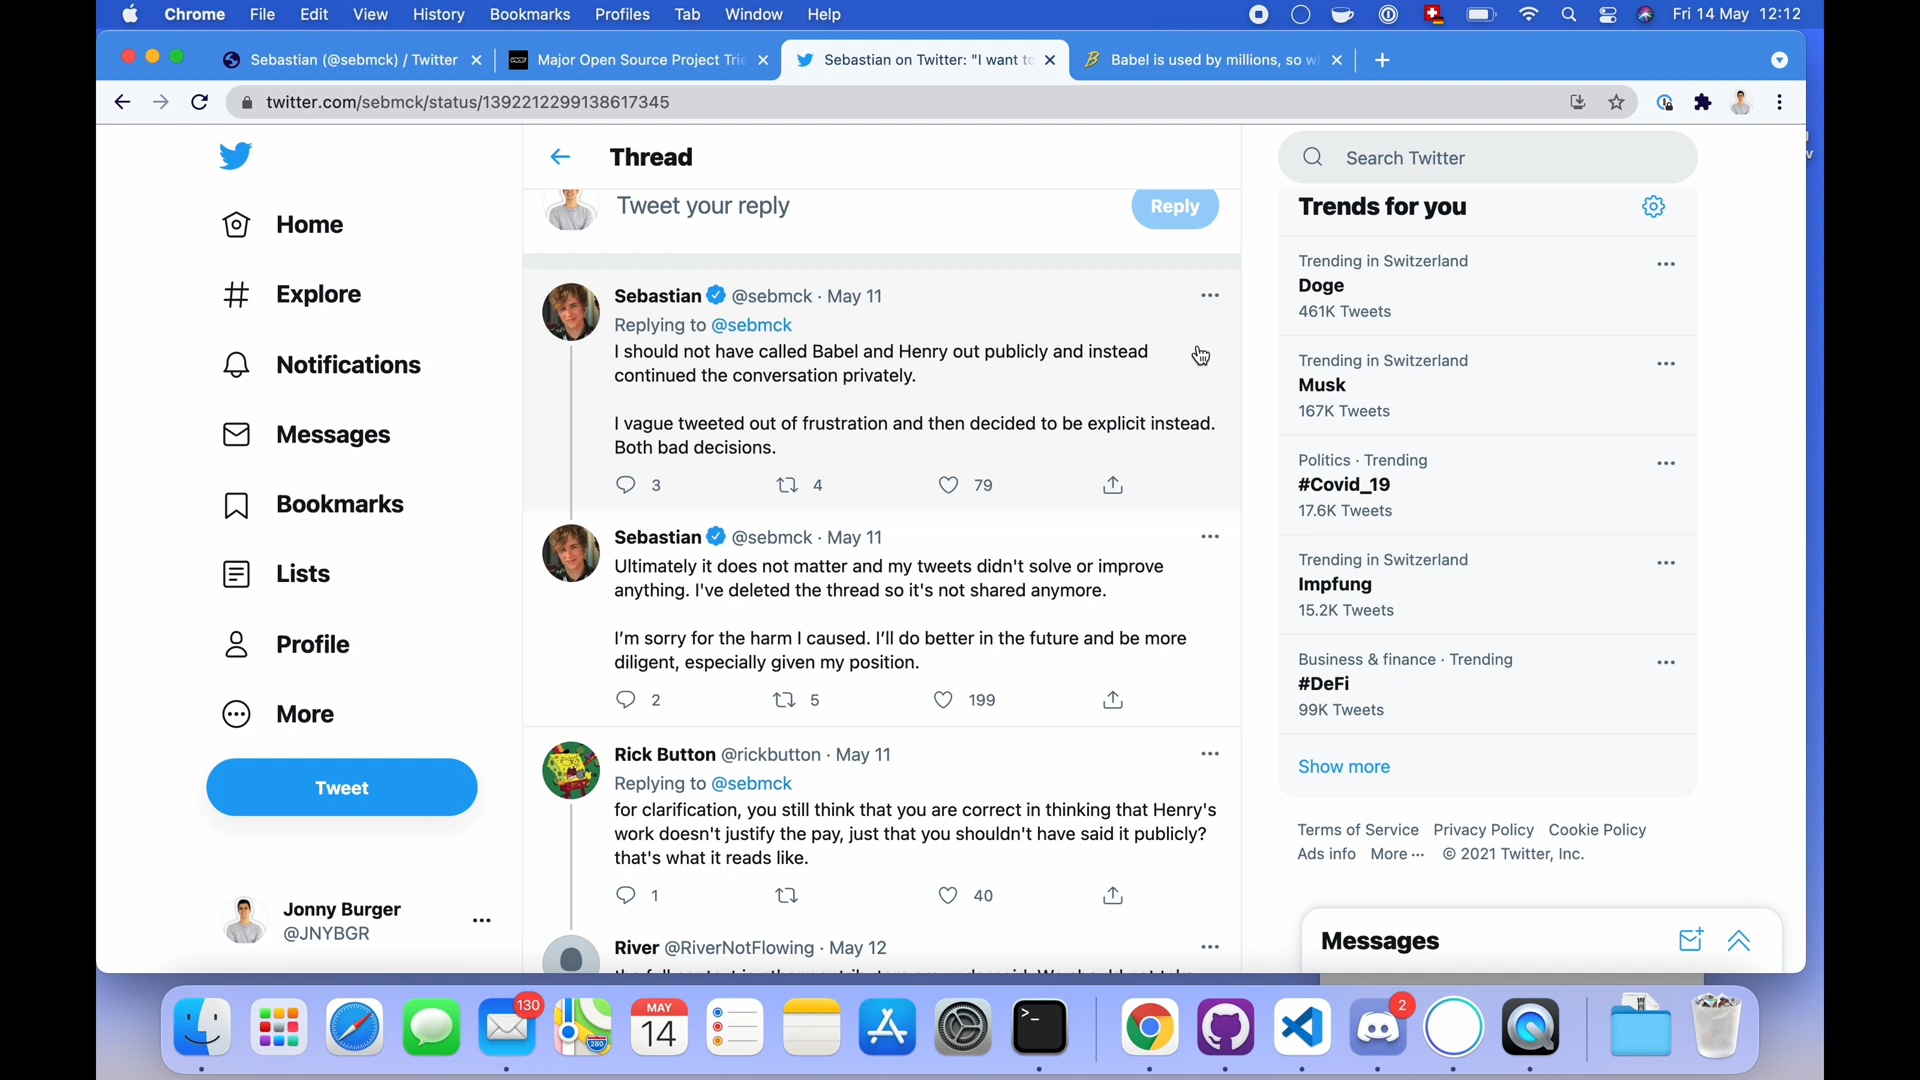 Chrome File Edit View History Bookmarks Profiles Tab Window Help
Fri 14 May 12:12
Sebastian (@sebmck) / Twitter
Major Open Source Project Trie
Sebastian on Twitter: "I want to
Babel is used by millions, so w
twitter.com/sebmck/status/1392212299138617345
Home
Explore
Notifications
Messages
Bookmarks
Lists
Profile
More
Tweet
Jonny Burger
@JNYBGR
Thread
Tweet your reply
Reply
Sebastian @sebmck · May 11
Replying to @sebmck
I should not have called Babel and Henry out publicly and instead
continued the conversation privately.
I vague tweeted out of frustration and then decided to be explicit instead.
Both bad decisions.
3 4 79
Sebastian @sebmck · May 11
Ultimately it does not matter and my tweets didn't solve or improve
anything. I've deleted the thread so it's not shared anymore.
I'm sorry for the harm I caused. I'll do better in the future and be more
diligent, especially given my position.
2 5 199
Rick Button @rickbutton · May 11
Replying to @sebmck
for clarification, you still think that you are correct in thinking that Henry's
work doesn't justify the pay, just that you shouldn't have said it publicly?
that's what it reads like.
1 40
River @RiverNotFlowing · May 12
Search Twitter
Trends for you
Trending in Switzerland
Doge
461K Tweets
Trending in Switzerland
Musk
167K Tweets
Politics · Trending
#Covid_19
17.6K Tweets
Trending in Switzerland
Impfung
15.2K Tweets
Business & finance · Trending
#DeFi
99K Tweets
Show more
Terms of Service Privacy Policy Cookie Policy
Ads info More ··· © 2021 Twitter, Inc.
Messages
130
MAY
14
280
2